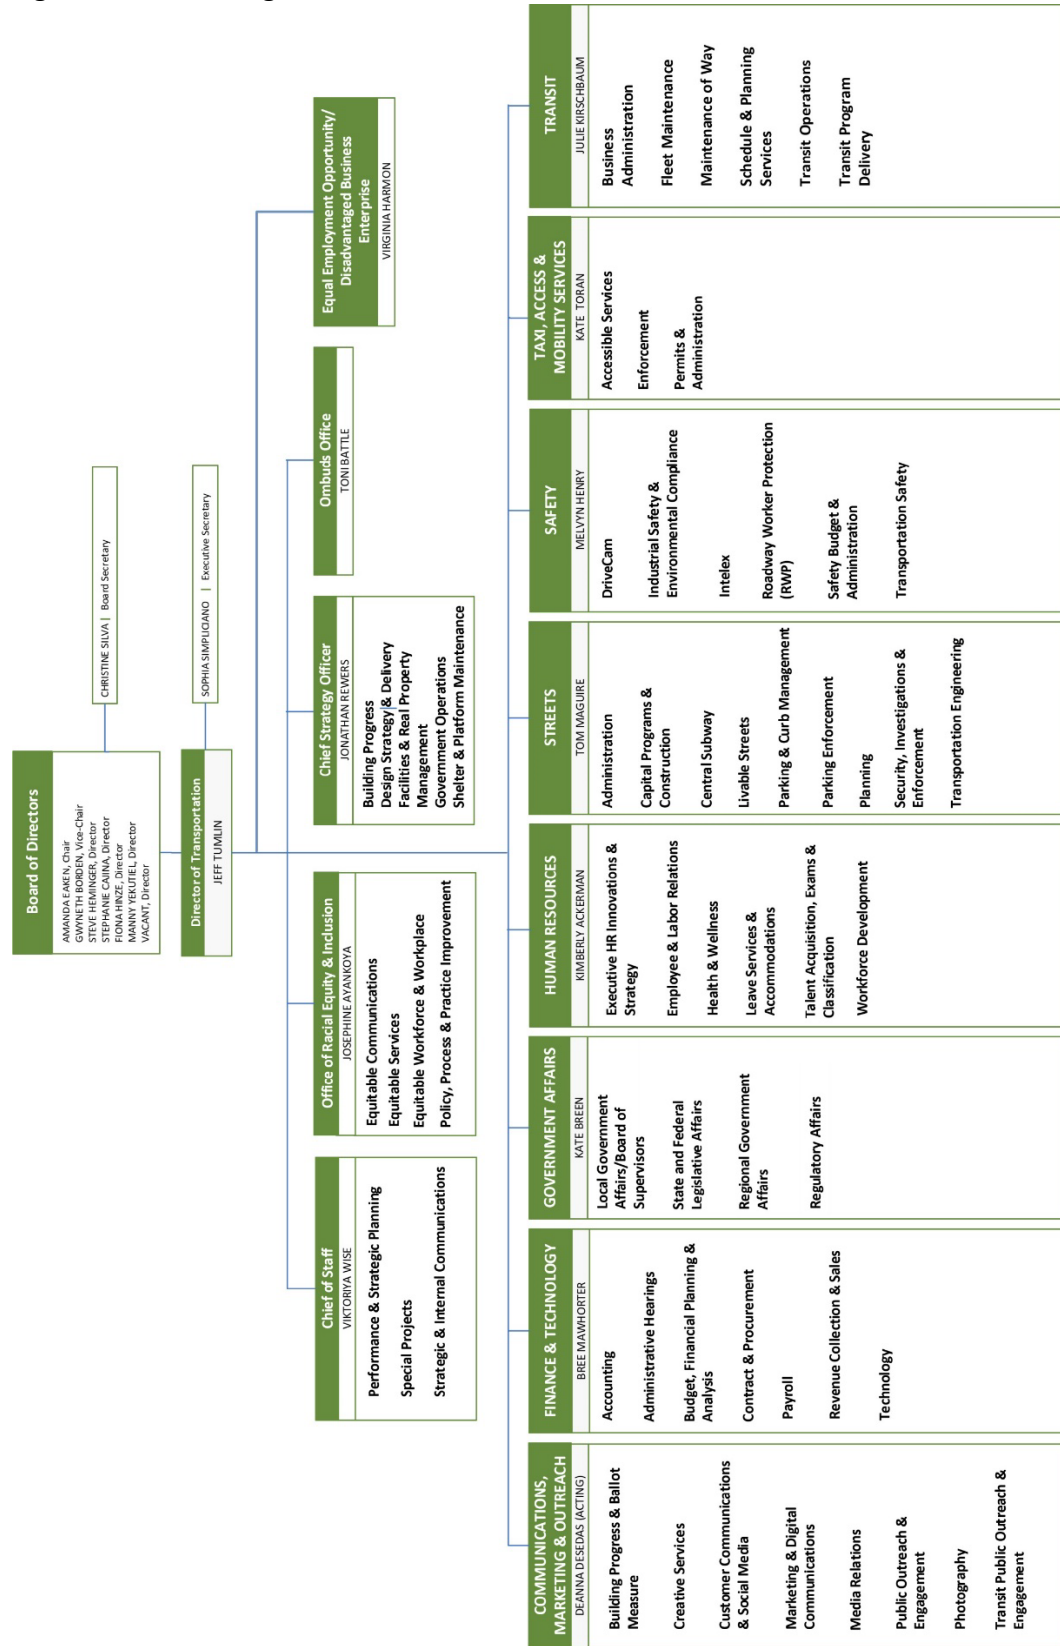 Board of Directors
AMANDA EAKEN, Chair
GWYNETH BORDEN, Vice-Chair
STEVE HEMINGER, Director
STEPHANIE CAJINA, Director
FIONA HINZE, Director
MANNY YEKUTIEL, Director
VACANT, Director
CHRISTINE SILVA | Board Secretary
Director of Transportation
JEFF TUMLIN
SOPHIA SIMPLICIANO | Executive Secretary
Chief of Staff
VIKTORIYA WISE
Performance & Strategic Planning
Special Projects
Strategic & Internal Communications
Office of Racial Equity & Inclusion
JOSEPHINE AYANKOYA
Equitable Communications
Equitable Services
Equitable Workforce & Workplace
Policy, Process & Practice Improvement
Chief Strategy Officer
JONATHAN REWERS
Building Progress
Design Strategy & Delivery
Facilities & Real Property
Management
Government Operations
Shelter & Platform Maintenance
Ombuds Office
TONI BATTLE
Equal Employment Opportunity/
Disadvantaged Business
Enterprise
VIRGINIA HARMON
COMMUNICATIONS,
MARKETING & OUTREACH
DEANNA DESEDAS (ACTING)
Building Progress & Ballot
Measure
Creative Services
Customer Communications
& Social Media
Marketing & Digital
Communications
Media Relations
Public Outreach &
Engagement
Photography
Transit Public Outreach &
Engagement
FINANCE & TECHNOLOGY
BREE MAWHORTER
Accounting
Administrative Hearings
Budget, Financial Planning &
Analysis
Contract & Procurement
Payroll
Revenue Collection & Sales
Technology
GOVERNMENT AFFAIRS
KATE BREEN
Local Government
Affairs/Board of
Supervisors
State and Federal
Legislative Affairs
Regional Government
Affairs
Regulatory Affairs
HUMAN RESOURCES
KIMBERLY ACKERMAN
Executive HR Innovations &
Strategy
Employee & Labor Relations
Health & Wellness
Leave Services &
Accommodations
Talent Acquisition, Exams &
Classification
Workforce Development
STREETS
TOM MAGUIRE
Administration
Capital Programs &
Construction
Central Subway
Livable Streets
Parking & Curb Management
Parking Enforcement
Planning
Security, Investigations &
Enforcement
Transportation Engineering
SAFETY
MELVYN HENRY
DriveCam
Industrial Safety &
Environmental Compliance
Intelex
Roadway Worker Protection
(RWP)
Safety Budget &
Administration
Transportation Safety
TAXI, ACCESS &
MOBILITY SERVICES
KATE TORAN
Accessible Services
Enforcement
Permits &
Administration
TRANSIT
JULIE KIRSCHBAUM
Business
Administration
Fleet Maintenance
Maintenance of Way
Schedule & Planning
Services
Transit Operations
Transit Program
Delivery